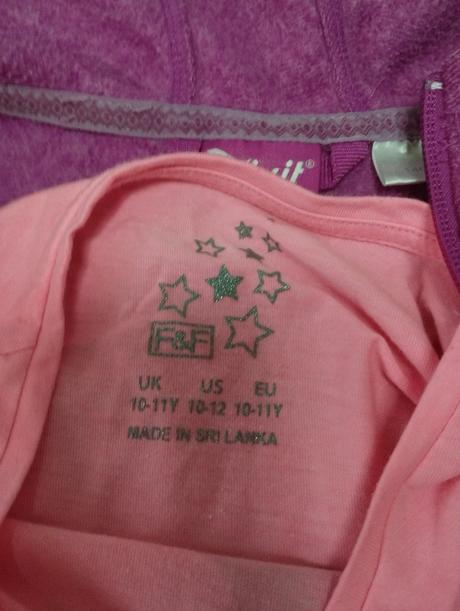 F&F
UK US EU
10-11Y 10-12 10-11Y
MADE IN SRI LANKA